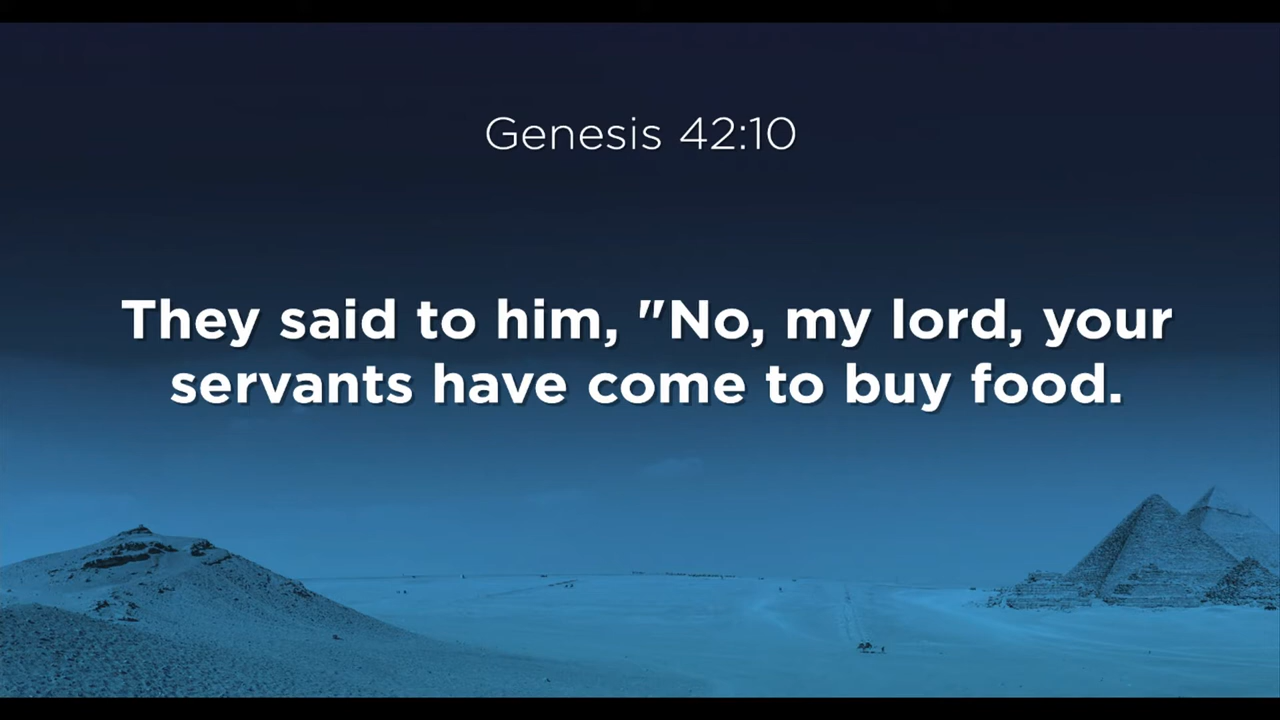 Genesis 42:10
They said to him, "No, my lord, your
servants have come to buy food.